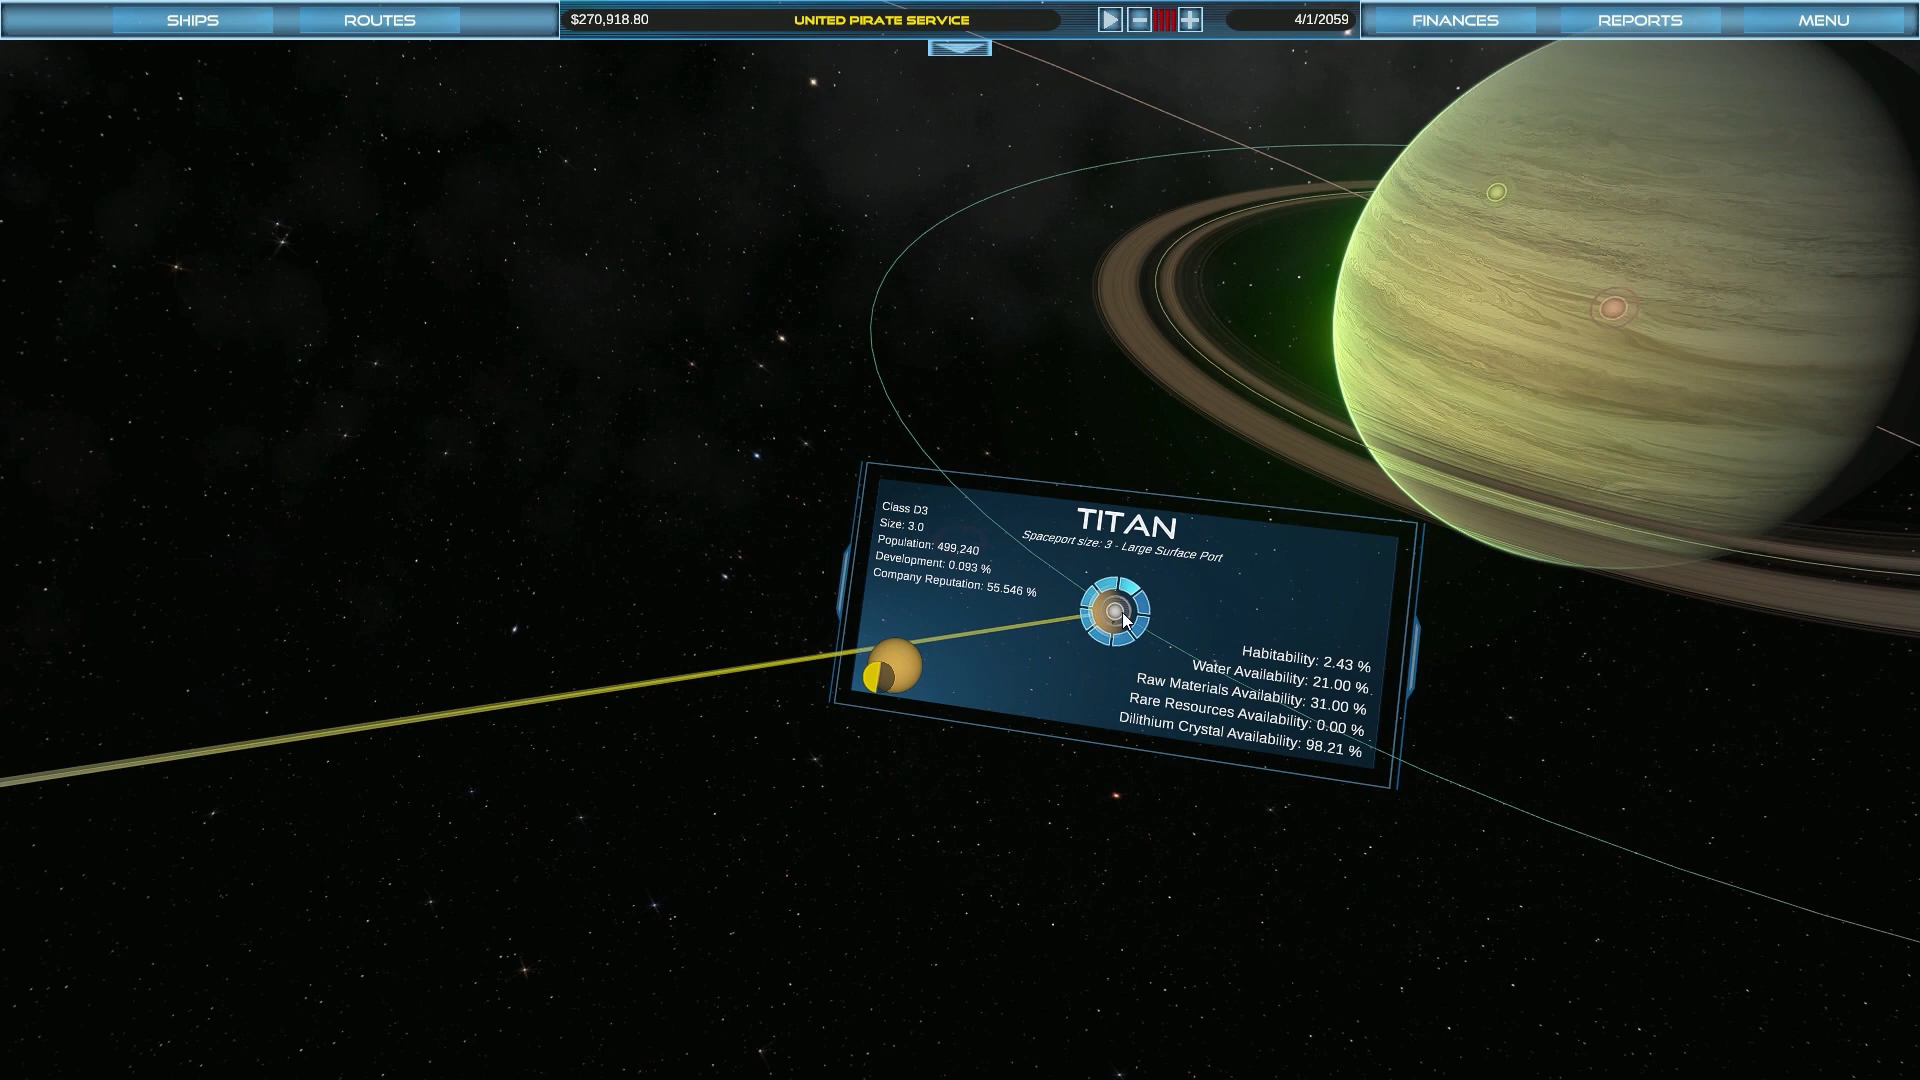 SHIPS
ROUTES
$270,918.80
UNITED PIRATE SERVICE
4/1/2059
FINANCES
REPORTS
MENU
TITAN
Spaceport size: 3 - Large Surface Port
Class D3
Size: 3.0
Population: 499,240
Development: 0.093 %
Company Reputation: 55.546 %
Habitability: 2.43 %
Water Availability: 21.00 %
Raw Materials Availability: 31.00 %
Rare Resources Availability: 0.00 %
Dilithium Crystal Availability: 98.21 %